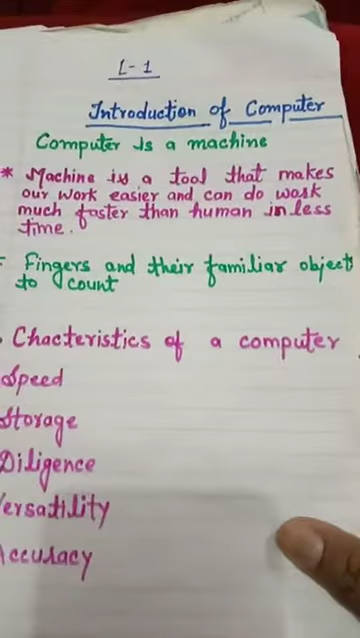 L-1
Introduction of Computer
Computer Is a machine
* Machine is a tool that makes
our work easier and can do work
much faster than human in less
time.
Fingers and their familiar objects
to count
Chacteristics of a computer
Speed
Storage
Diligence
Versatility
Accuracy